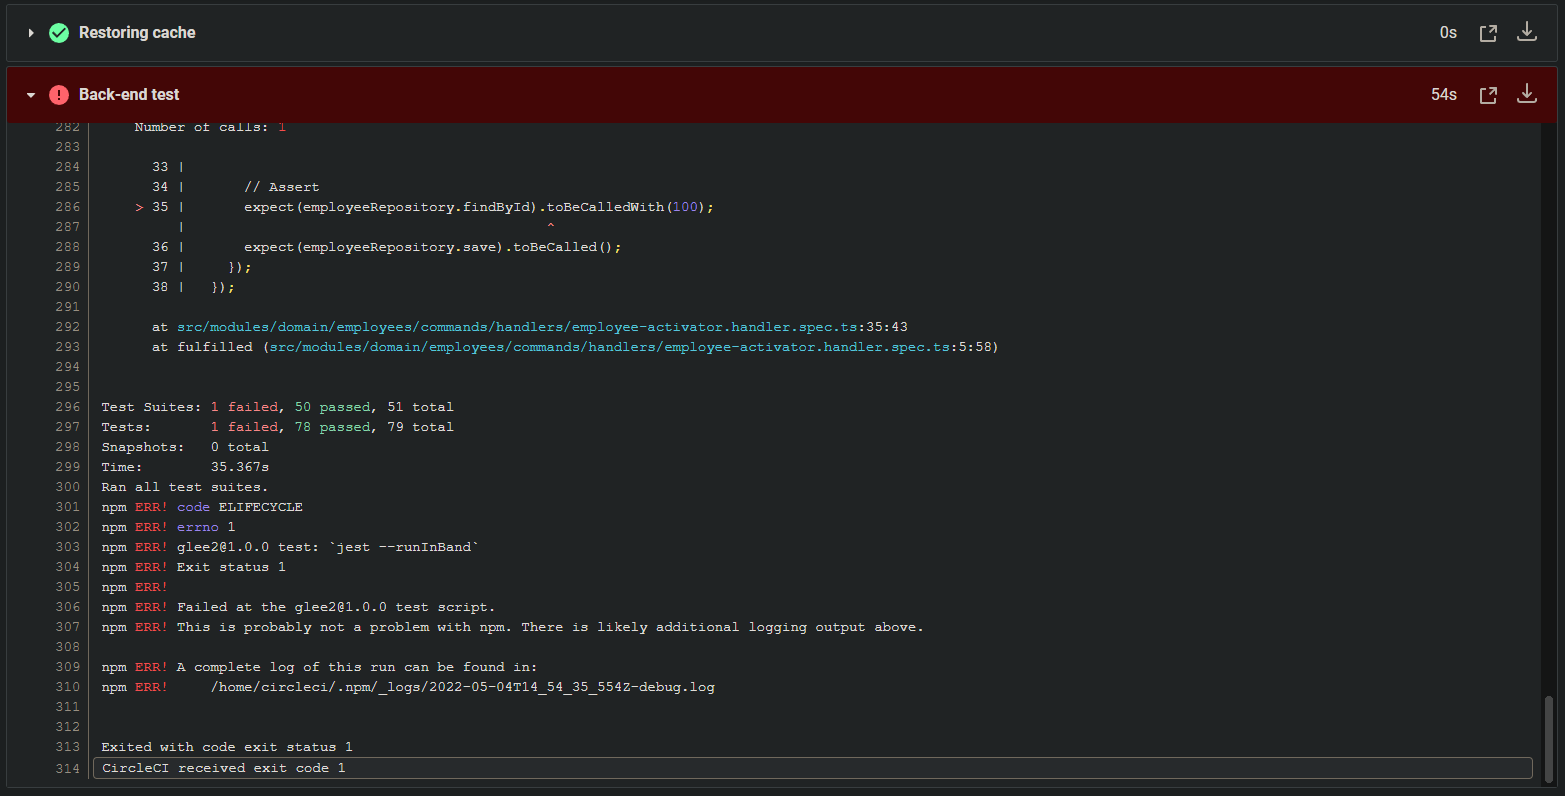 Restoring cache 0s
Back-end test 54s
282 Number of calls: 1
283
284 33 |
285 34 | // Assert
286 > 35 | expect(employeeRepository.findById).toBeCalledWith(100);
287 | ^
288 36 | expect(employeeRepository.save).toBeCalled();
289 37 | });
290 38 | });
291
292 at src/modules/domain/employees/commands/handlers/employee-activator.handler.spec.ts:35:43
293 at fulfilled (src/modules/domain/employees/commands/handlers/employee-activator.handler.spec.ts:5:58)
294
295
296 Test Suites: 1 failed, 50 passed, 51 total
297 Tests: 1 failed, 78 passed, 79 total
298 Snapshots: 0 total
299 Time: 35.367s
300 Ran all test suites.
301 npm ERR! code ELIFECYCLE
302 npm ERR! errno 1
303 npm ERR! glee2@1.0.0 test: `jest --runInBand`
304 npm ERR! Exit status 1
305 npm ERR!
306 npm ERR! Failed at the glee2@1.0.0 test script.
307 npm ERR! This is probably not a problem with npm. There is likely additional logging output above.
308
309 npm ERR! A complete log of this run can be found in:
310 npm ERR! /home/circleci/.npm/_logs/2022-05-04T14_54_35_554Z-debug.log
311
312
313 Exited with code exit status 1
314 CircleCI received exit code 1